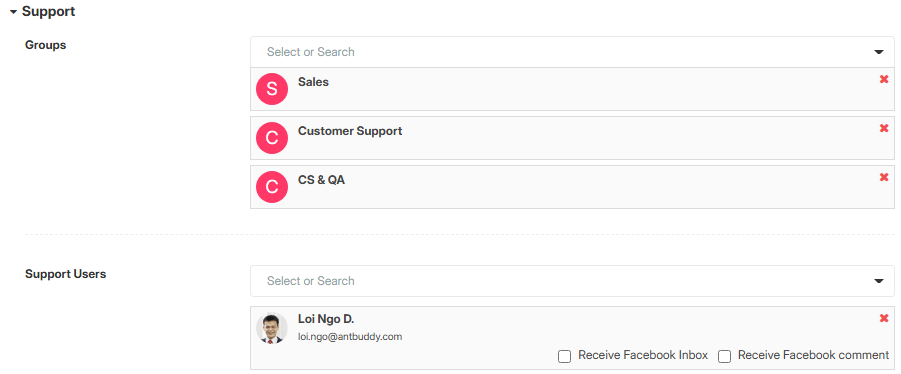 Support
Groups
Select or Search
S
Sales
C
Customer Support
C
CS & QA
Support Users
Select or Search
Loi Ngo D.
loi.ngo@antbuddy.com
Receive Facebook Inbox
Receive Facebook comment